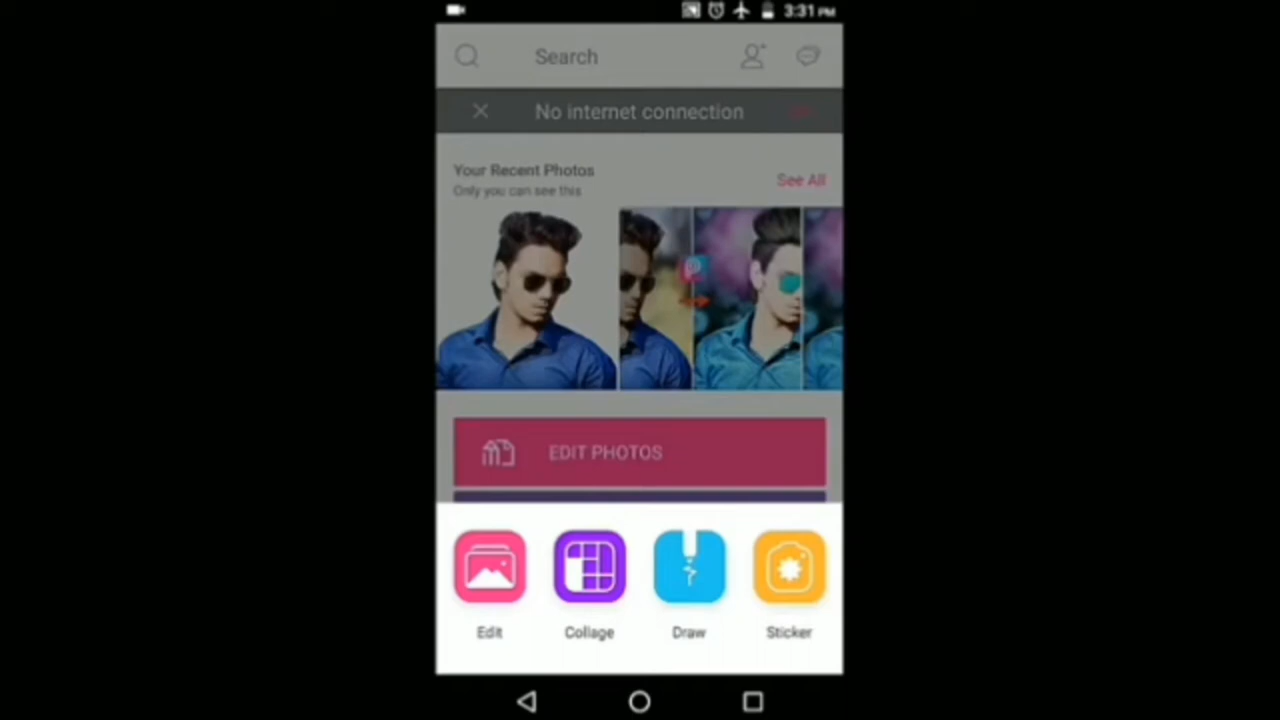 3:31 PM
Search
No internet connection
Your Recent Photos
Only you can see this
See All
EDIT PHOTOS
Edit
Collage
Draw
Sticker